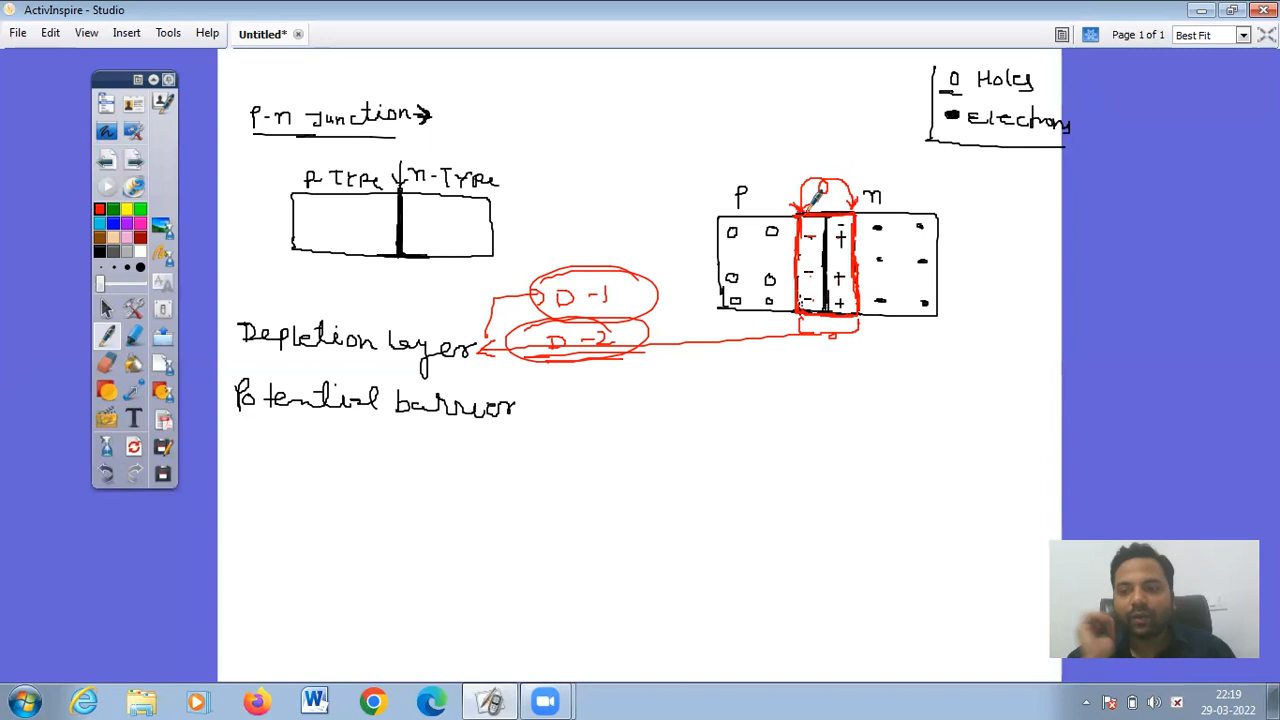 ActivInspire - Studio
File Edit View Insert Tools Help Untitled* Page 1 of 1 Best Fit
Holes
Electrons
P-n Junction
P Type n-Type
P n
D -1
D -2
Depletion layer
Potential barrier
22:19
29-03-2022